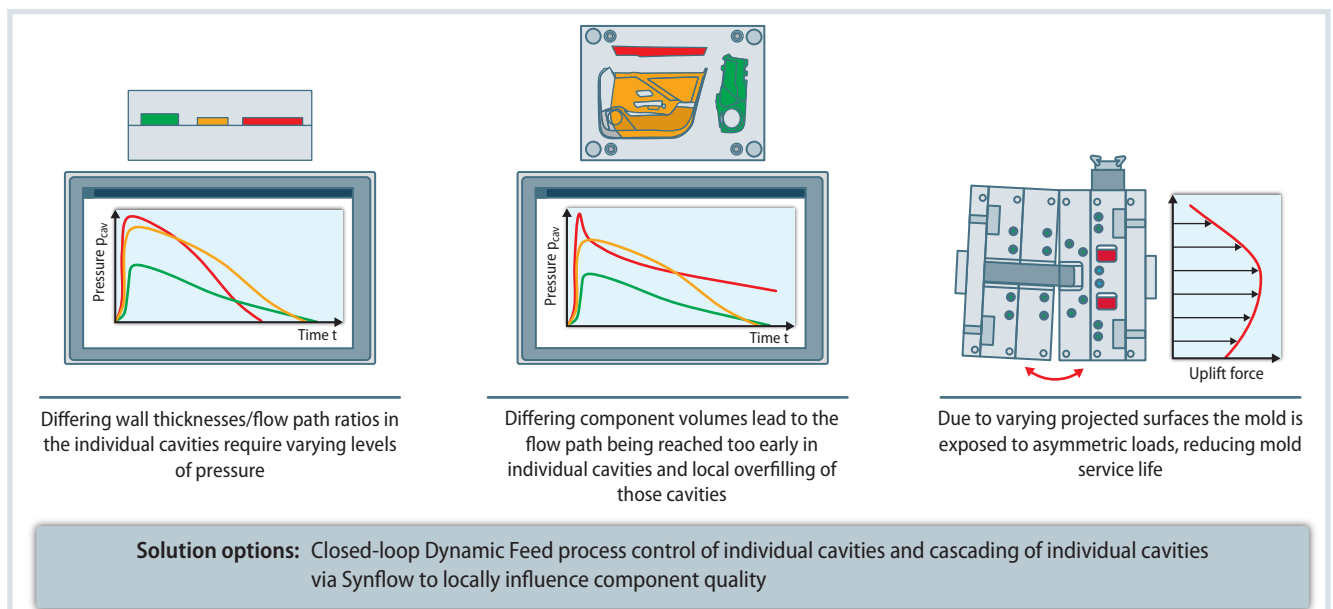 Pressure pcav
Time t
Differing wall thicknesses/flow path ratios in
the individual cavities require varying levels
of pressure
Pressure pcav
Time t
Differing component volumes lead to the
flow path being reached too early in
individual cavities and local overfilling of
those cavities
Uplift force
Due to varying projected surfaces the mold is
exposed to asymmetric loads, reducing mold
service life
Solution options: Closed-loop Dynamic Feed process control of individual cavities and cascading of individual cavities
via Synflow to locally influence component quality